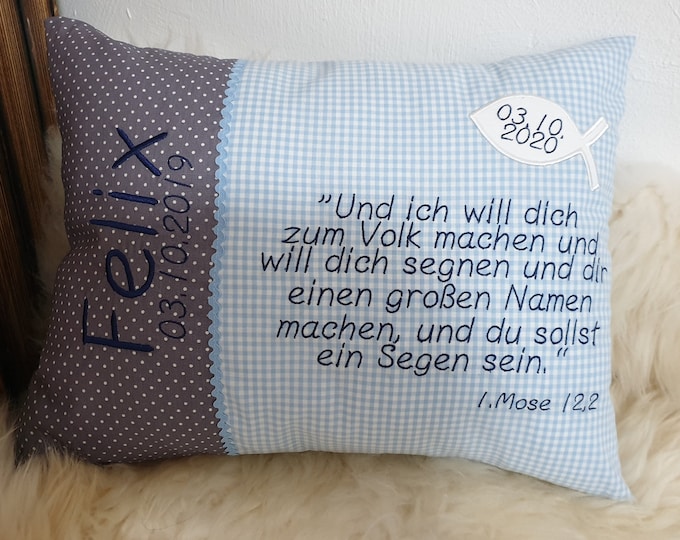 Felix
03.10.2019
03.10.
2020
”Und ich will dich
zum Volk machen und
will dich segnen und dir
einen großen Namen
machen, und du sollst
ein Segen sein.“
1.Mose 12,2